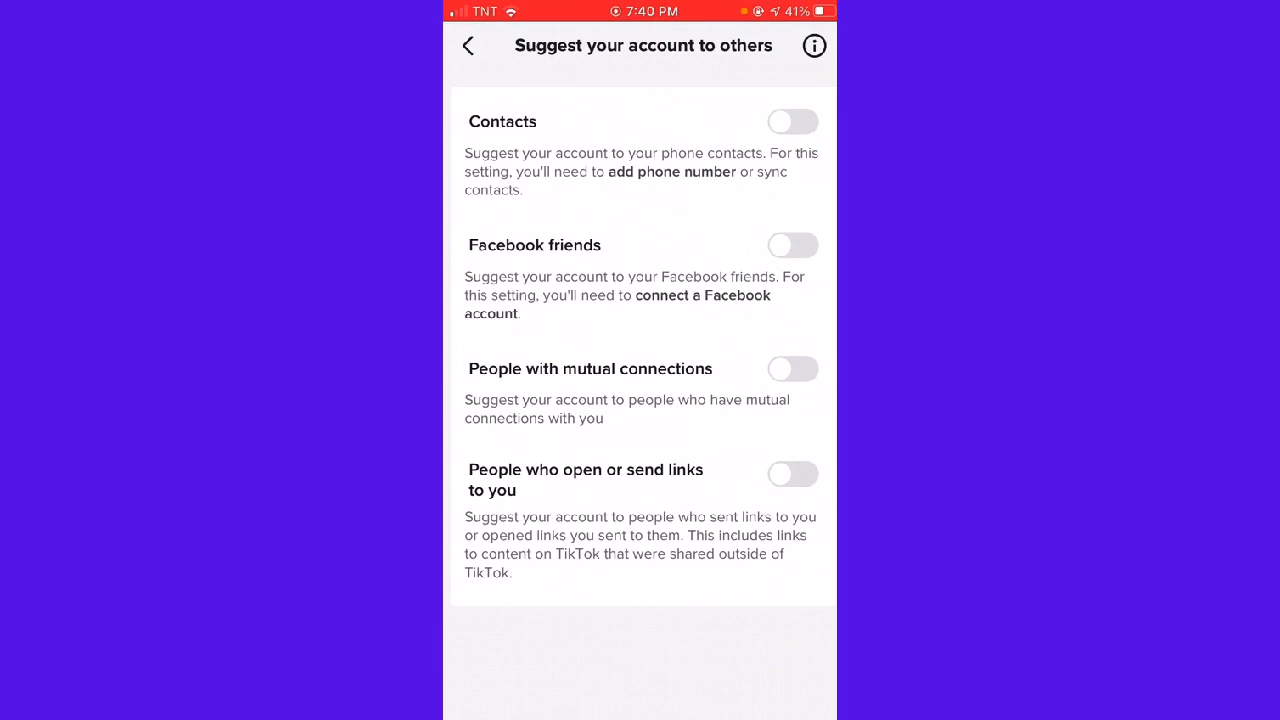 TNT 7:40 PM 41%
Suggest your account to others
Contacts
Suggest your account to your phone contacts. For this
setting, you'll need to add phone number or sync
contacts.
Facebook friends
Suggest your account to your Facebook friends. For
this setting, you'll need to connect a Facebook
account.
People with mutual connections
Suggest your account to people who have mutual
connections with you
People who open or send links
to you
Suggest your account to people who sent links to you
or opened links you sent to them. This includes links
to content on TikTok that were shared outside of
TikTok.